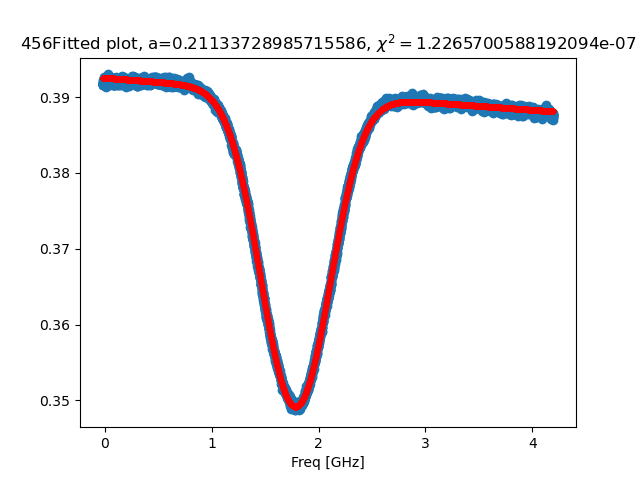 456Fitted plot, a=0.21133728985715586, χ² = 1.2265700588192094e-07
0.39
0.38
0.37
0.36
0.35
0 1 2 3 4
Freq [GHz]